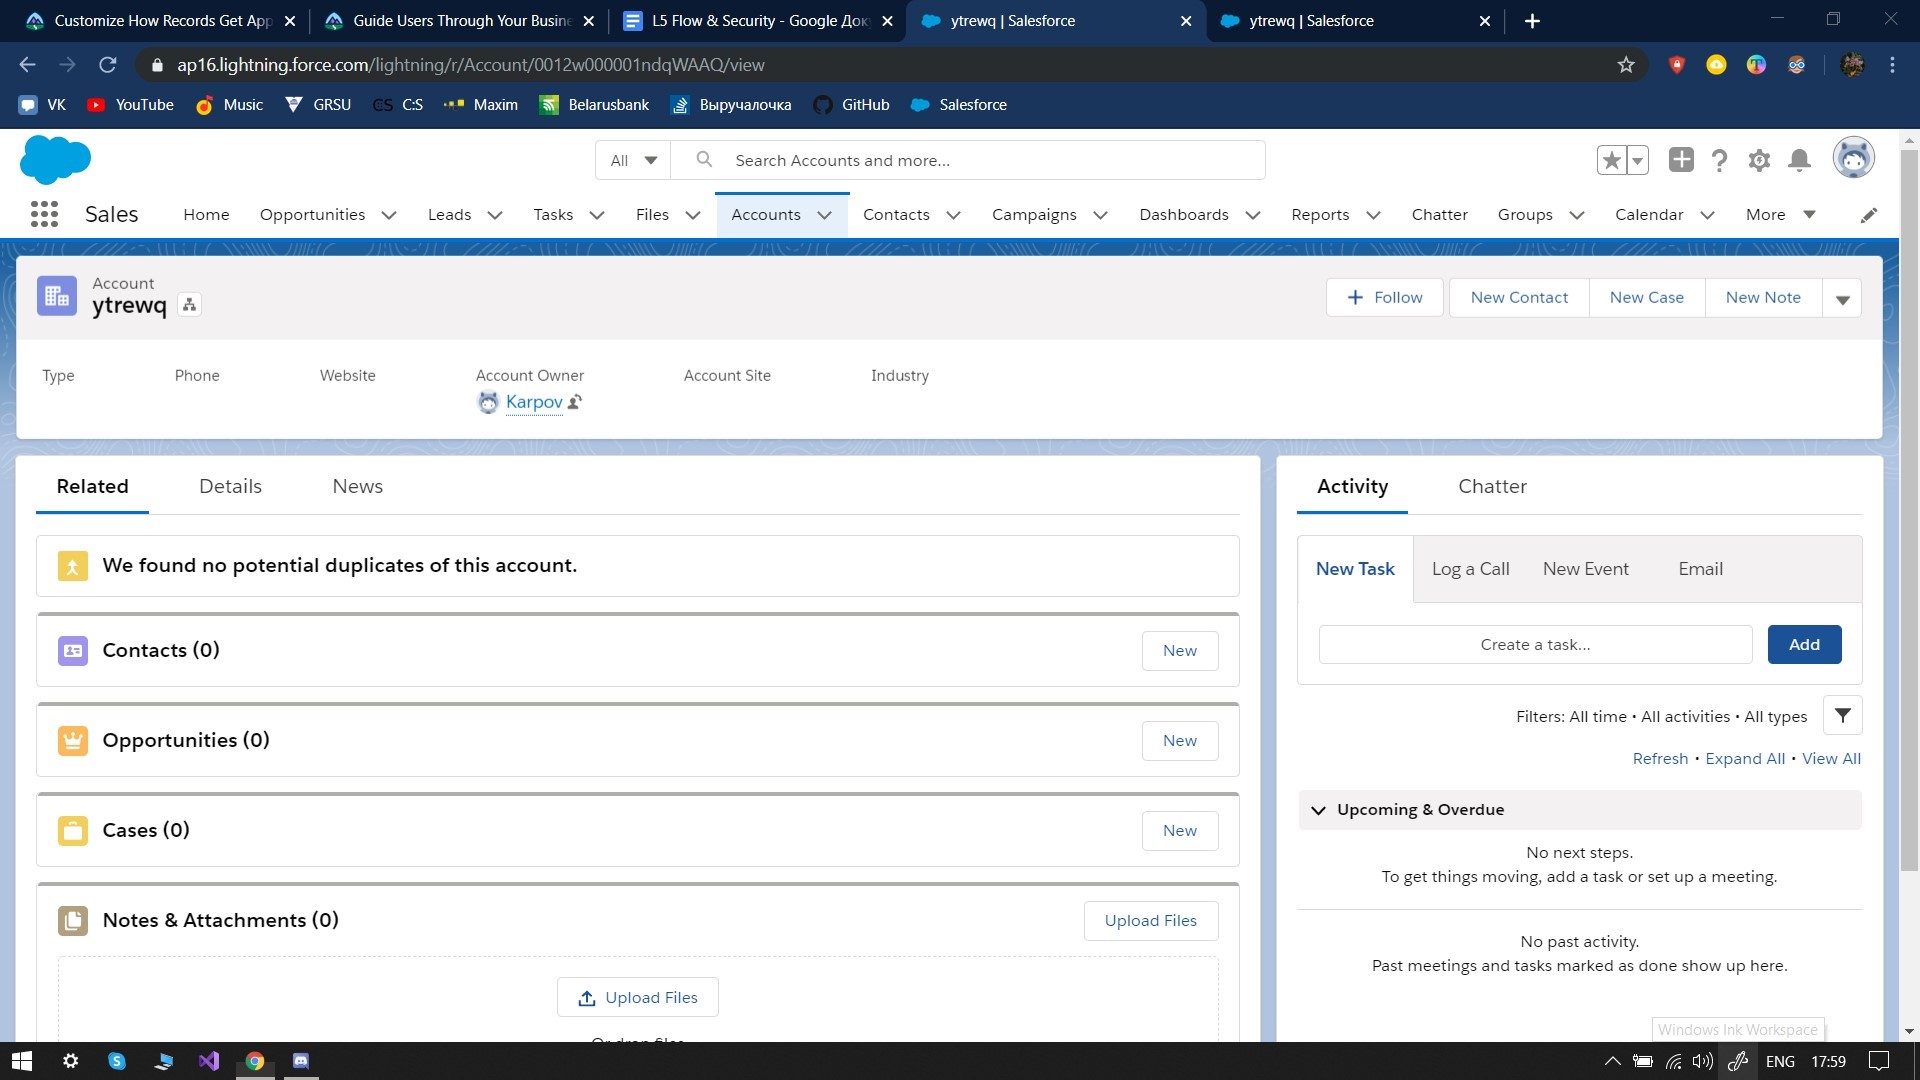 Customize How Records Get App
Guide Users Through Your Busine
L5 Flow & Security - Google Док
ytrewq | Salesforce
ytrewq | Salesforce
ap16.lightning.force.com/lightning/r/Account/0012w000001ndqWAAQ/view
VK
YouTube
Music
GRSU
CS C:S
Maxim
Belarusbank
Выручалочка
GitHub
Salesforce
All
Search Accounts and more...
Sales
Home
Opportunities
Leads
Tasks
Files
Accounts
Contacts
Campaigns
Dashboards
Reports
Chatter
Groups
Calendar
More
Account
ytrewq
Follow
New Contact
New Case
New Note
Type
Phone
Website
Account Owner
Account Site
Industry
Karpov
Related
Details
News
We found no potential duplicates of this account.
Contacts (0)
New
Opportunities (0)
New
Cases (0)
New
Notes & Attachments (0)
Upload Files
Upload Files
Activity
Chatter
New Task
Log a Call
New Event
Email
Create a task...
Add
Filters: All time • All activities • All types
Refresh • Expand All • View All
Upcoming & Overdue
No next steps.
To get things moving, add a task or set up a meeting.
No past activity.
Past meetings and tasks marked as done show up here.
Windows Ink Workspace
ENG
17:59